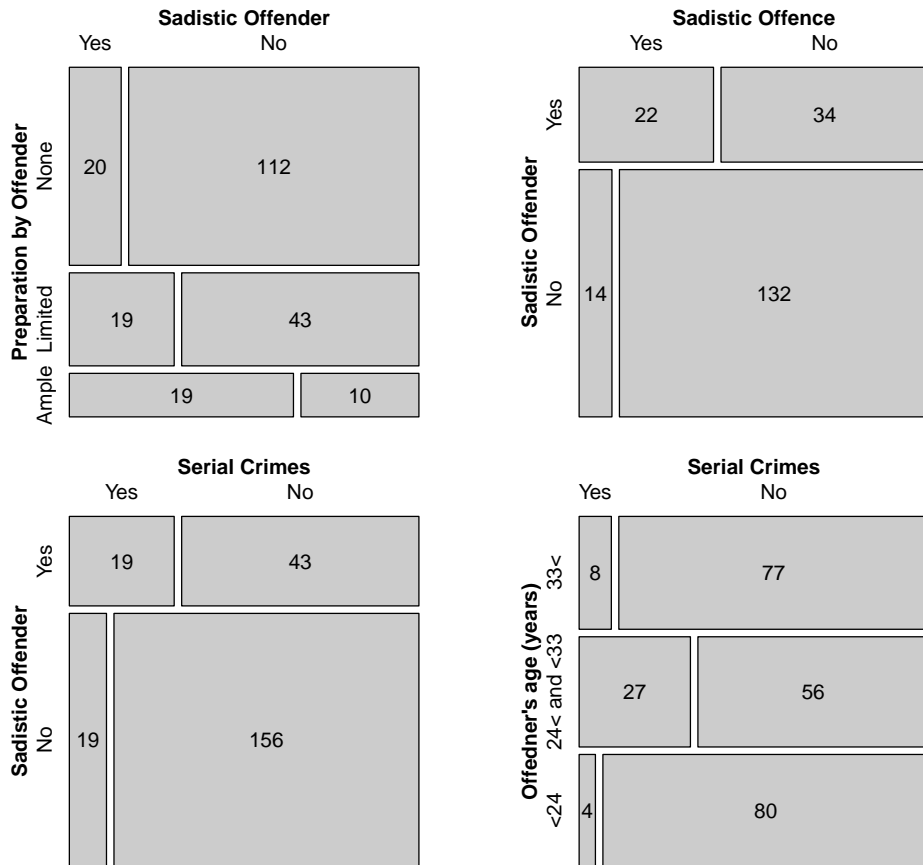 Sadistic Offender
Yes No
Preparation by Offender
None
20 112
Limited
19 43
Ample
19 10
Sadistic Offence
Yes No
Sadistic Offender
Yes
22 34
No
14 132
Serial Crimes
Yes No
Sadistic Offender
Yes
19 43
No
19 156
Serial Crimes
Yes No
Offedner's age (years)
33<
8 77
24< and <33
27 56
<24
4 80